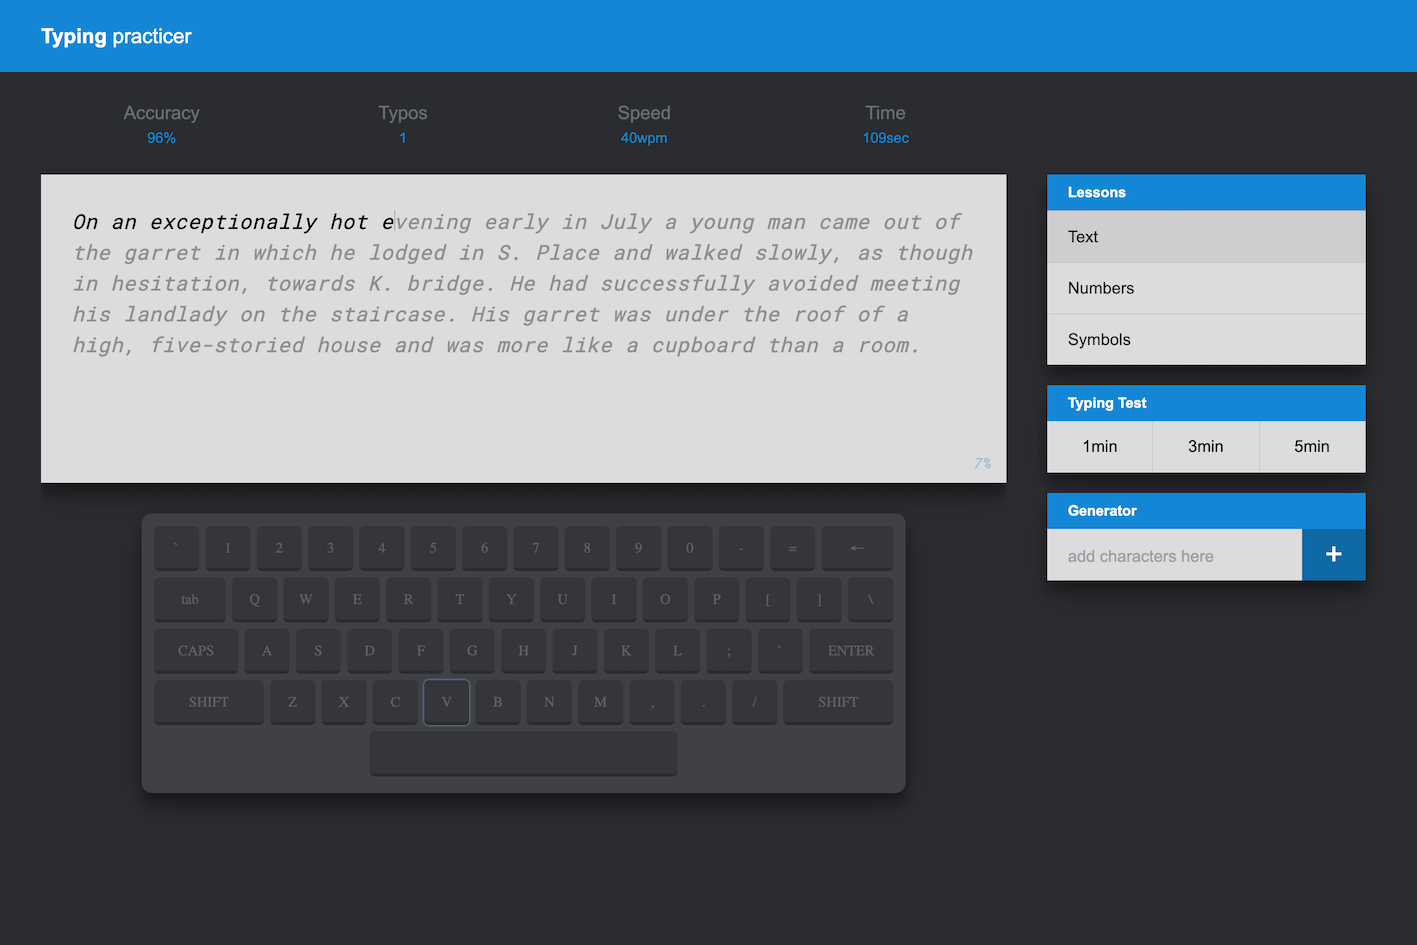 Typing practicer
Accuracy Typos Speed Time
96% 1 40wpm 109sec
On an exceptionally hot evening early in July a young man came out of
the garret in which he lodged in S. Place and walked slowly, as though
in hesitation, towards K. bridge. He had successfully avoided meeting
his landlady on the staircase. His garret was under the roof of a
high, five-storied house and was more like a cupboard than a room.
7%
Lessons
Text
Numbers
Symbols
Typing Test
1min 3min 5min
Generator
add characters here +
` 1 2 3 4 5 6 7 8 9 0 - = ←
tab Q W E R T Y U I O P [ ] \
CAPS A S D F G H J K L ; ` ENTER
SHIFT Z X C V B N M , . / SHIFT